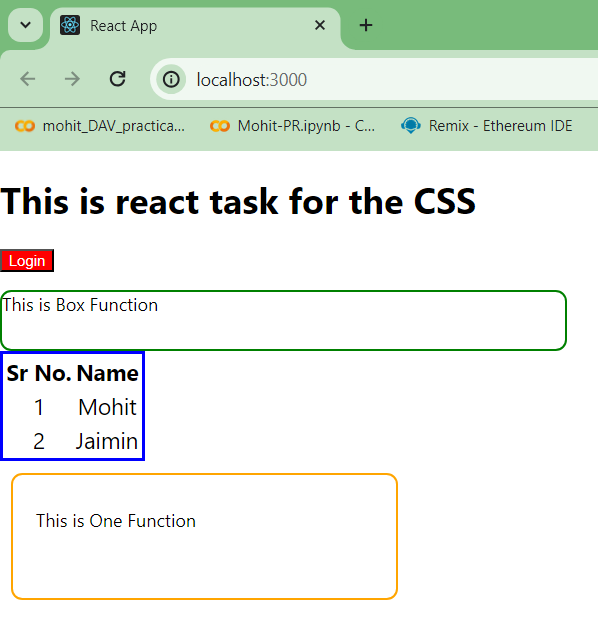 React App
localhost:3000
mohit_DAV_practica... Mohit-PR.ipynb - C... Remix - Ethereum IDE
This is react task for the CSS
Login
This is Box Function
Sr No. Name
1 Mohit
2 Jaimin
This is One Function